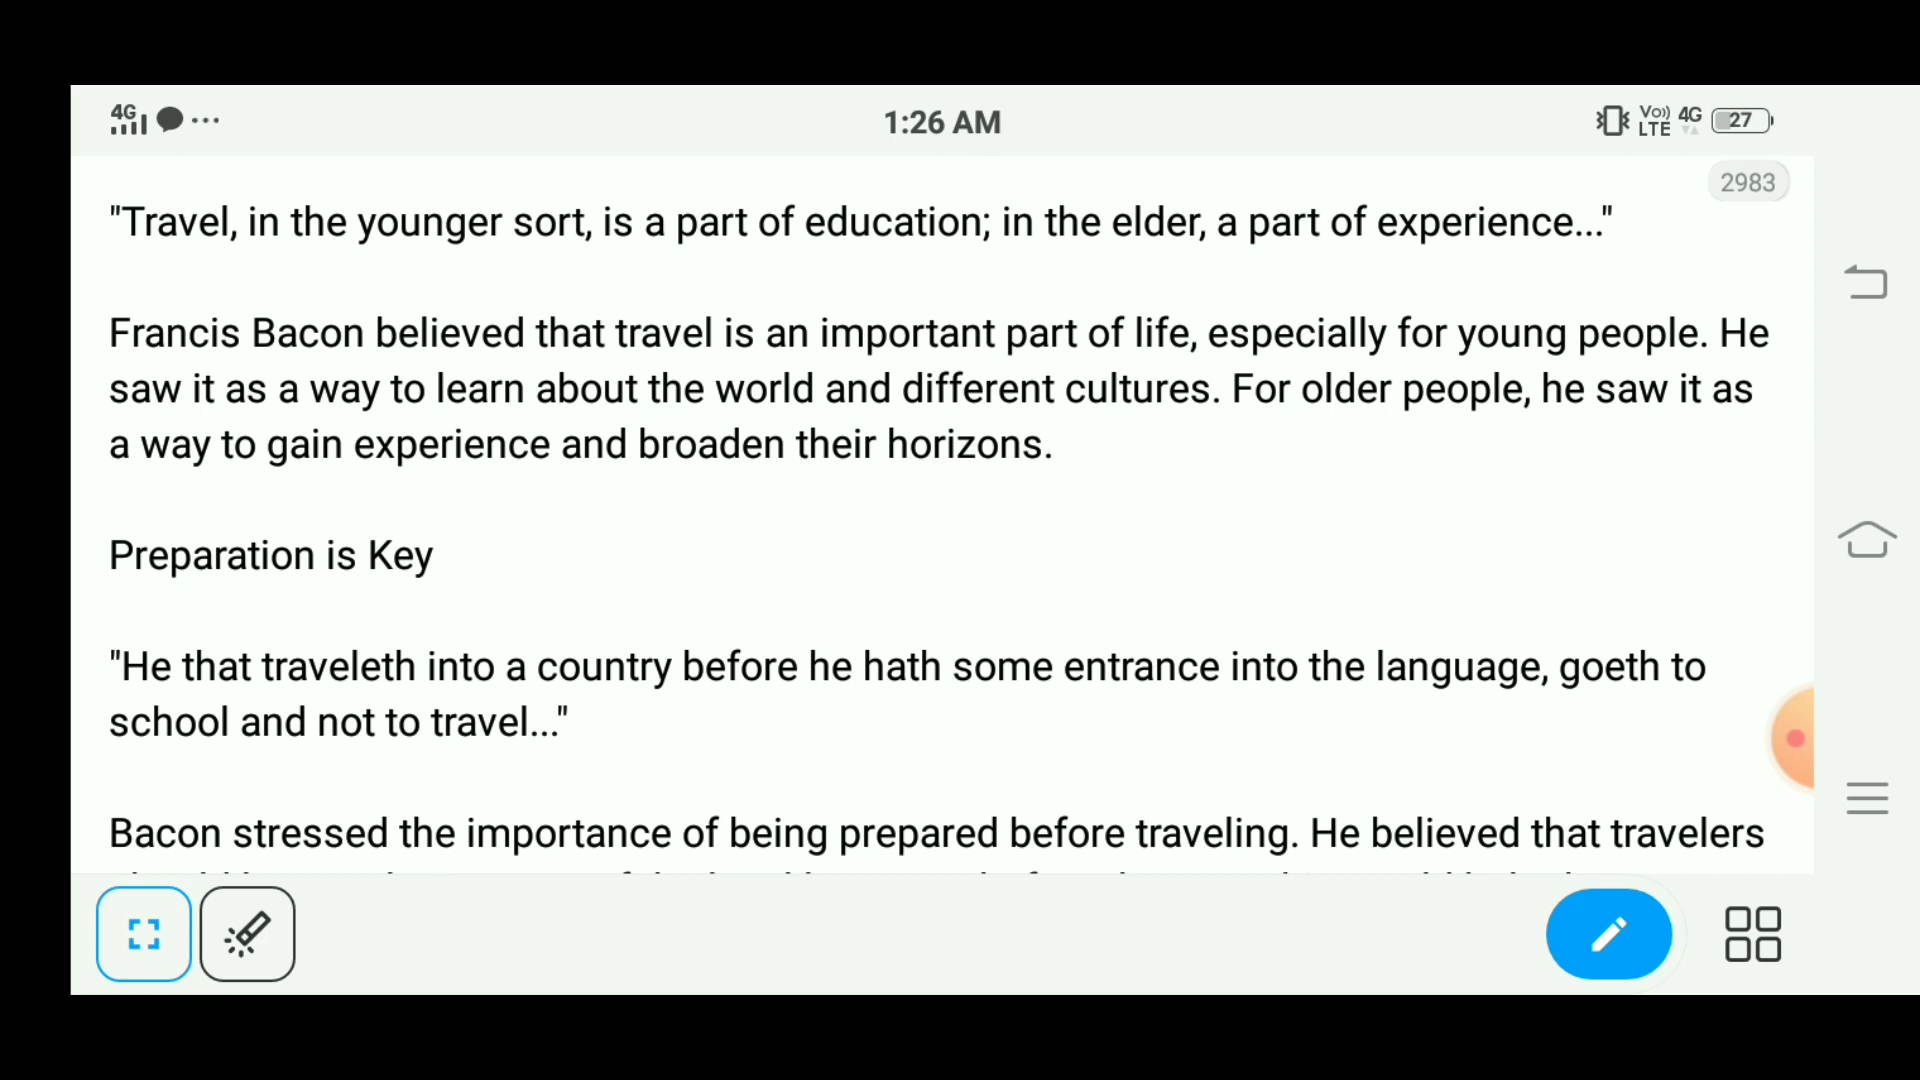 4G
1:26 AM
Vo)) LTE 4G 27
2983
"Travel, in the younger sort, is a part of education; in the elder, a part of experience..."
Francis Bacon believed that travel is an important part of life, especially for young people. He
saw it as a way to learn about the world and different cultures. For older people, he saw it as
a way to gain experience and broaden their horizons.
Preparation is Key
"He that traveleth into a country before he hath some entrance into the language, goeth to
school and not to travel..."
Bacon stressed the importance of being prepared before traveling. He believed that travelers